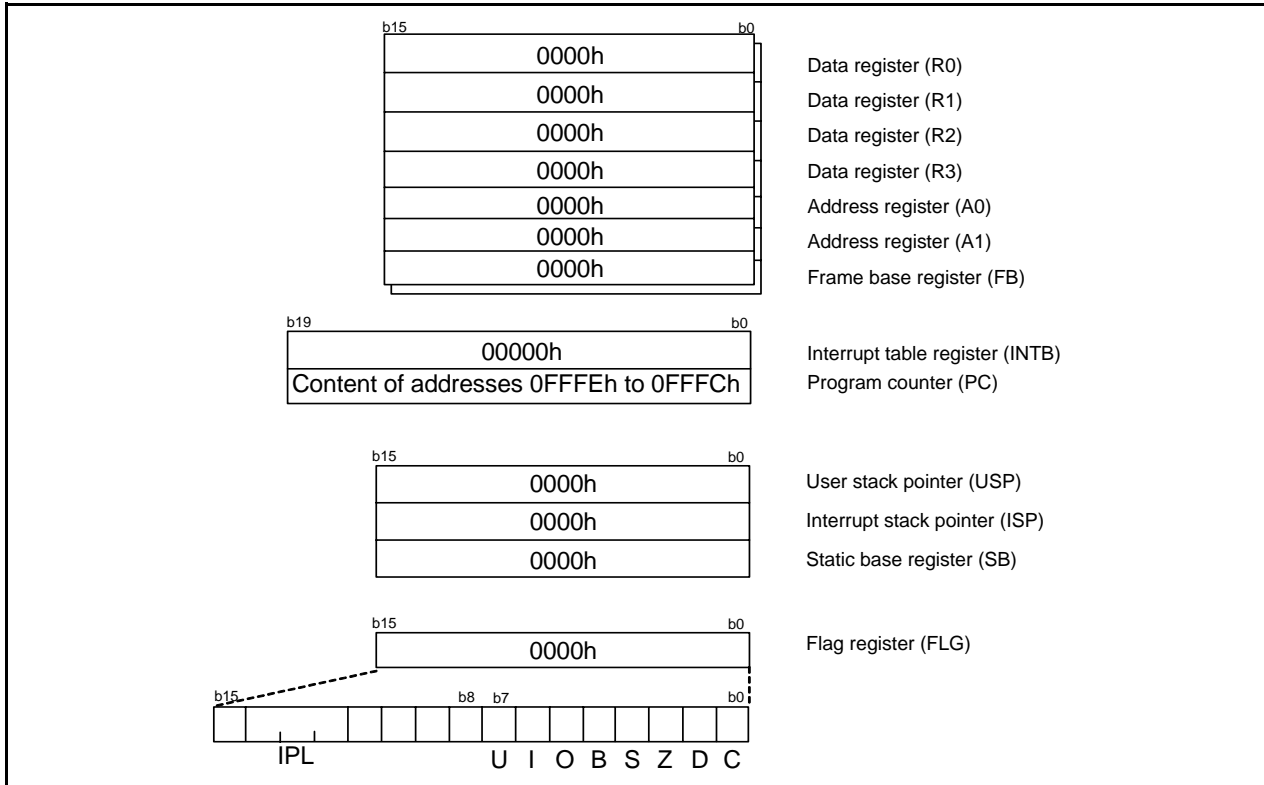 b15 b0
0000h Data register (R0)
0000h Data register (R1)
0000h Data register (R2)
0000h Data register (R3)
0000h Address register (A0)
0000h Address register (A1)
0000h Frame base register (FB)
b19 b0
00000h Interrupt table register (INTB)
Content of addresses 0FFFEh to 0FFFCh Program counter (PC)
b15 b0
0000h User stack pointer (USP)
0000h Interrupt stack pointer (ISP)
0000h Static base register (SB)
b15 b0
0000h Flag register (FLG)
b15 b8 b7 b0
IPL U I O B S Z D C